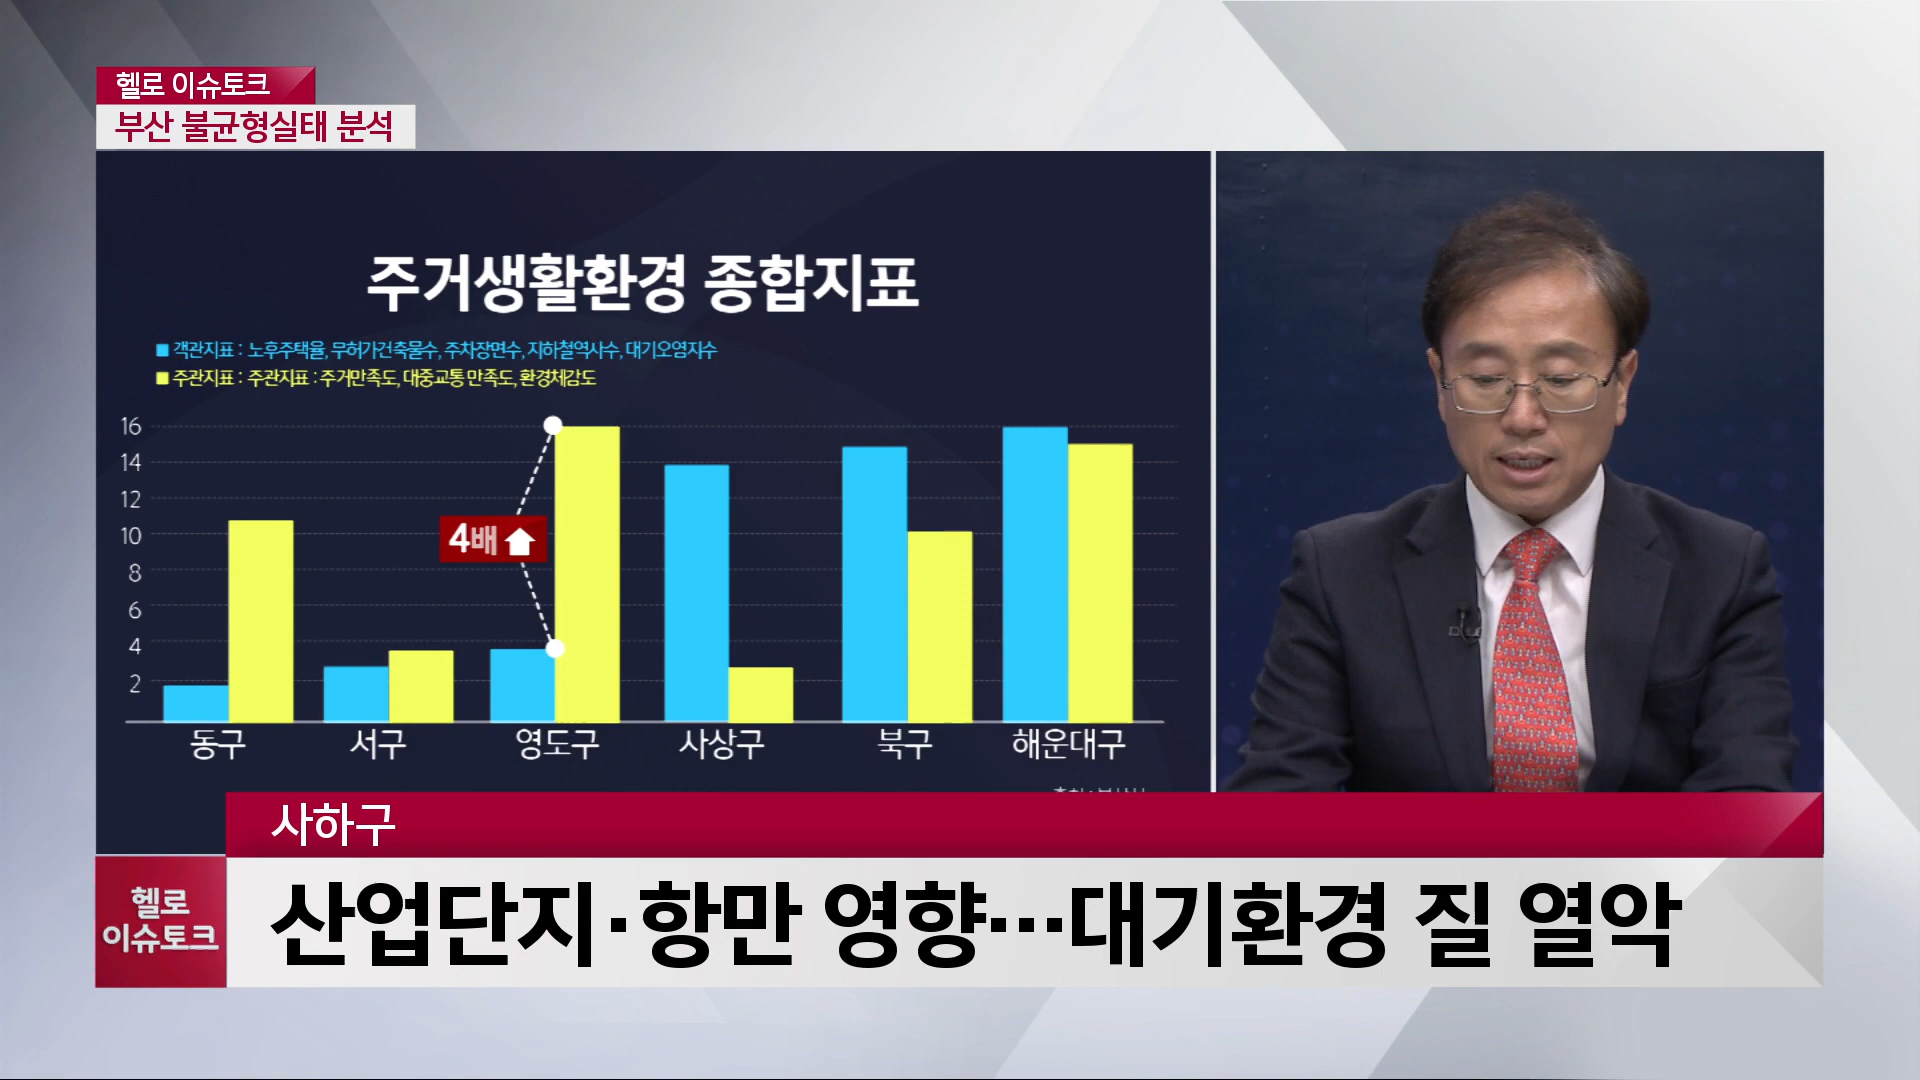 헬로 이슈토크
부산 불균형실태 분석
주거생활환경 종합지표
객관지표 : 노후주택율, 무허가건축물수, 주차장면수, 지하철역사수, 대기오염지수
주관지표 : 주관지표 : 주거만족도, 대중교통 만족도, 환경체감도
16
14
12
10
8
6
4
2
4배
동구 서구 영도구 사상구 북구 해운대구
사하구
헬로
이슈토크
산업단지·항만 영향…대기환경 질 열악